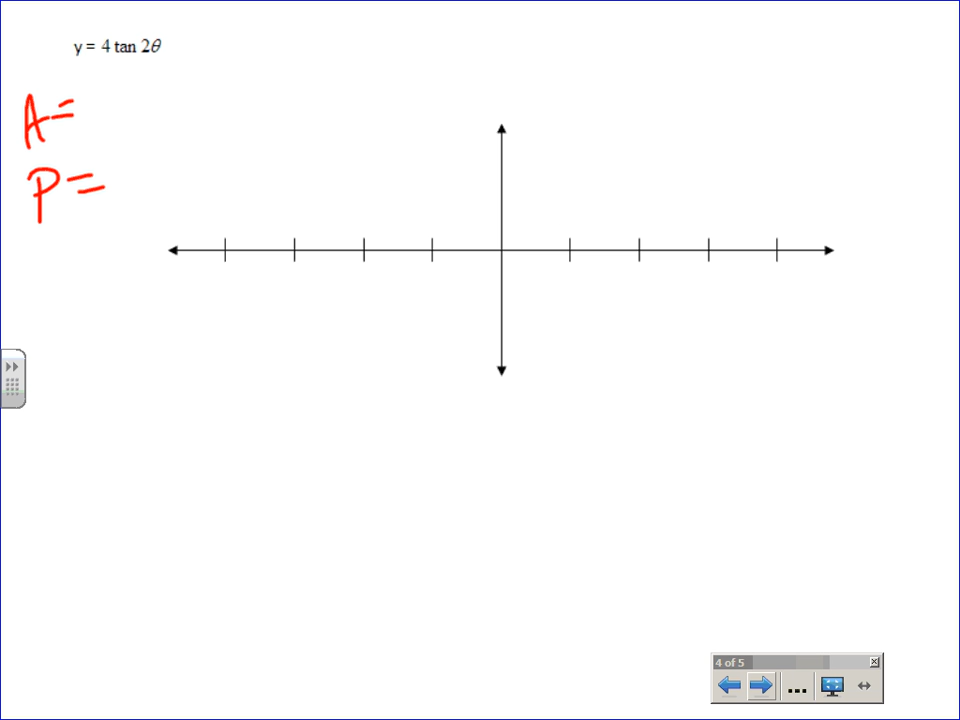 y = 4 tan 2θ
A=
P=
4 of 5
...